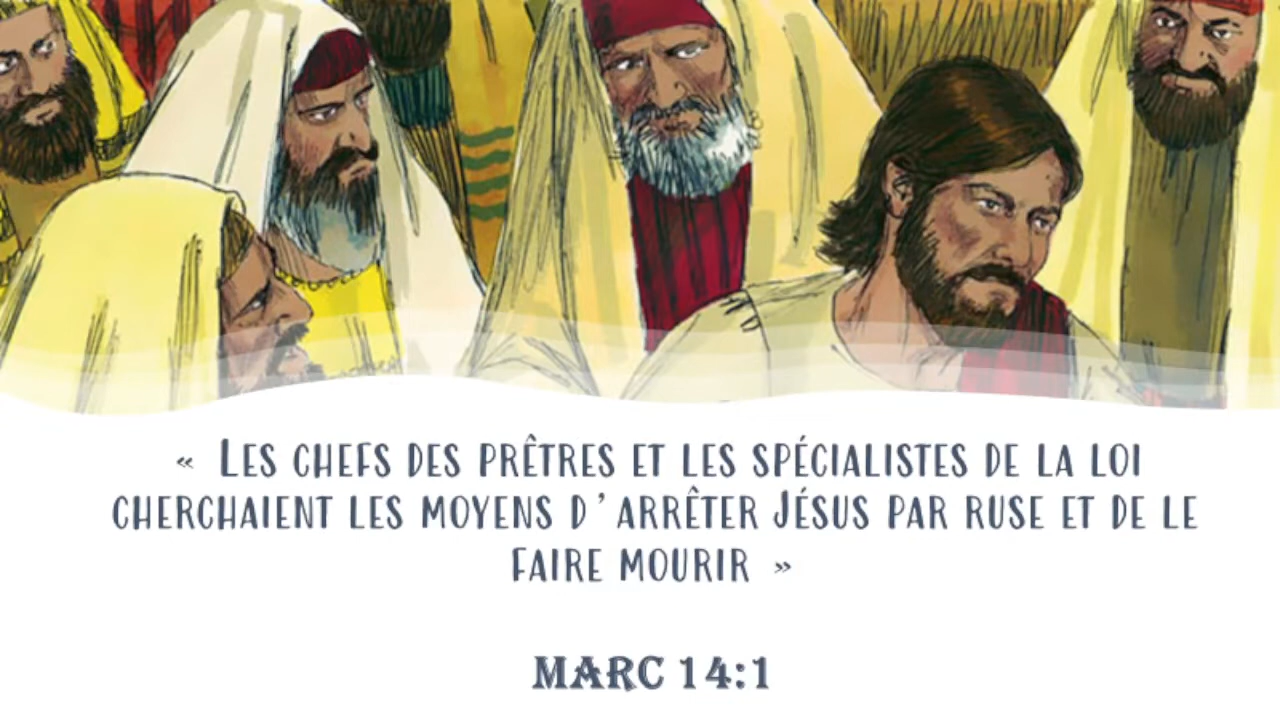 « Les chefs des prêtres et les spécialistes de la loi
cherchaient les moyens d'arrêter Jésus par ruse et de le
faire mourir »
MARC 14:1